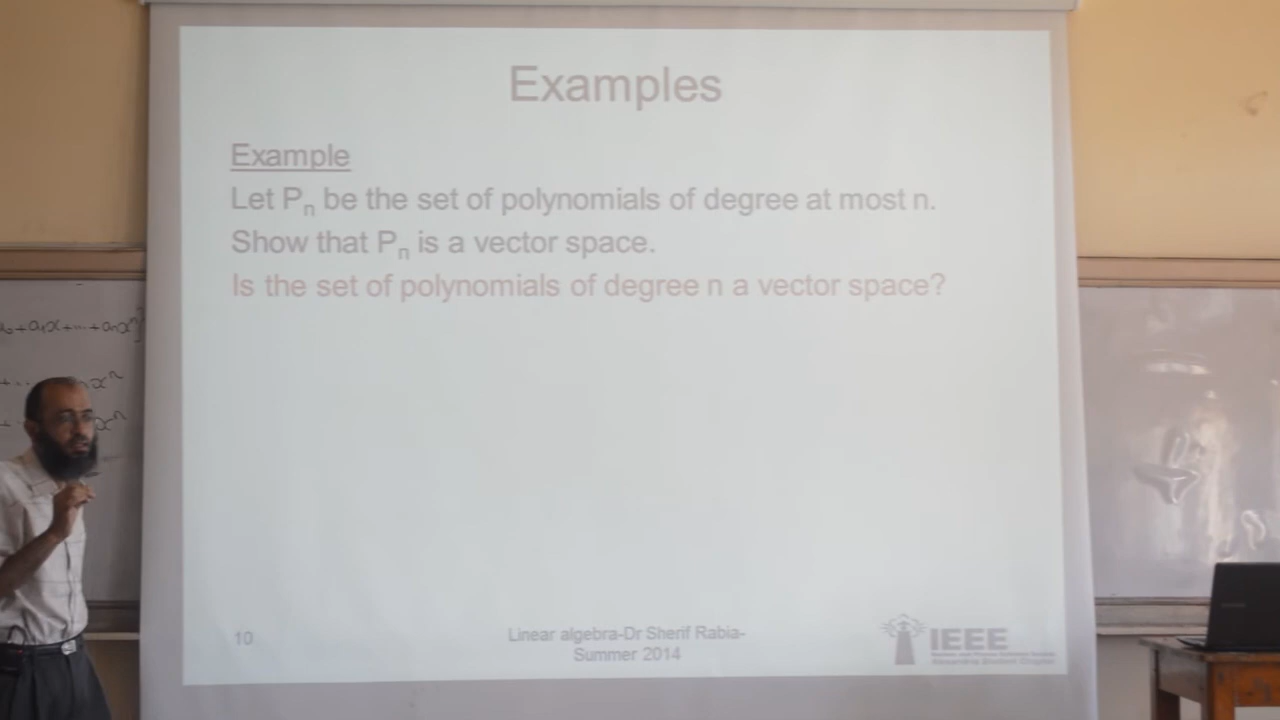 Examples
Example
Let Pn be the set of polynomials of degree at most n.
Show that Pn is a vector space.
Is the set of polynomials of degree n a vector space?
10
Linear algebra-Dr Sherif Rabia-
Summer 2014
IEEE